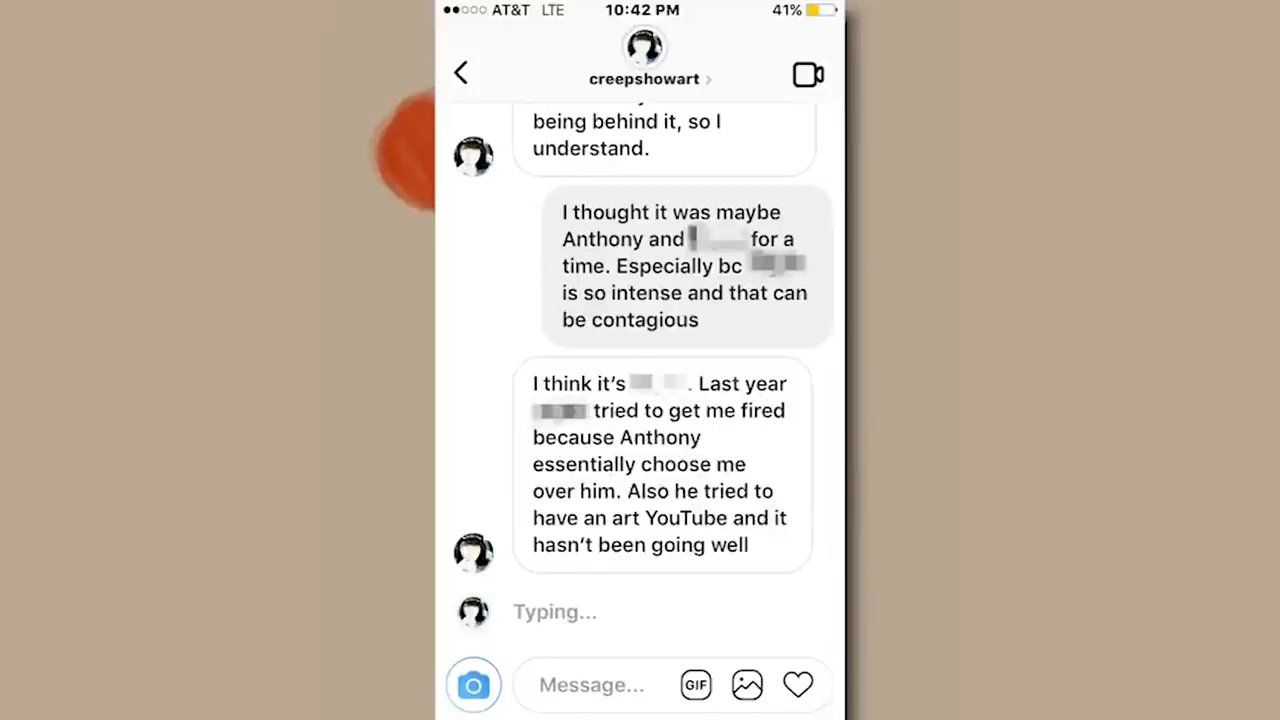 AT&T LTE 10:42 PM 41%
creepshowart
being behind it, so I
understand.
I thought it was maybe
Anthony and for a
time. Especially bc
is so intense and that can
be contagious
I think it's . Last year
tried to get me fired
because Anthony
essentially choose me
over him. Also he tried to
have an art YouTube and it
hasn't been going well
Typing...
Message... GIF